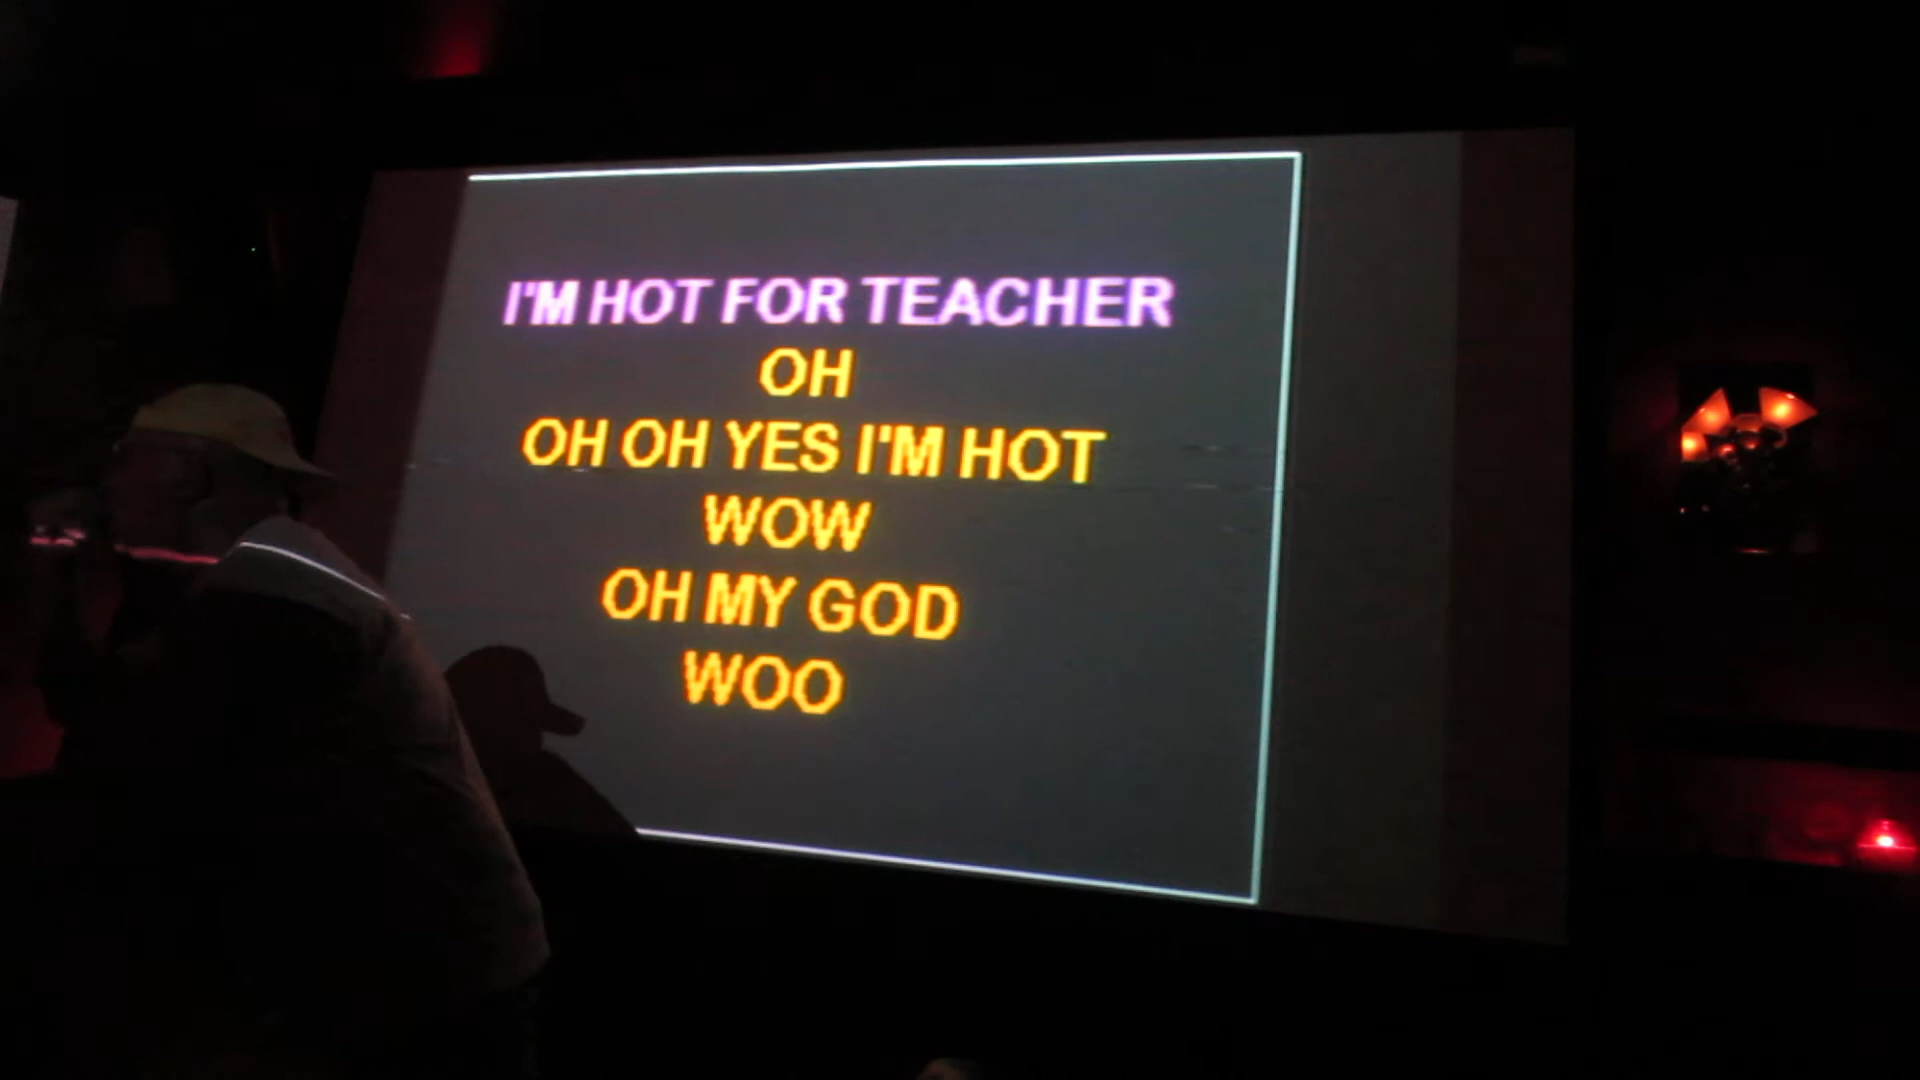 I'M HOT FOR TEACHER
OH
OH OH YES I'M HOT
WOW
OH MY GOD
WOO